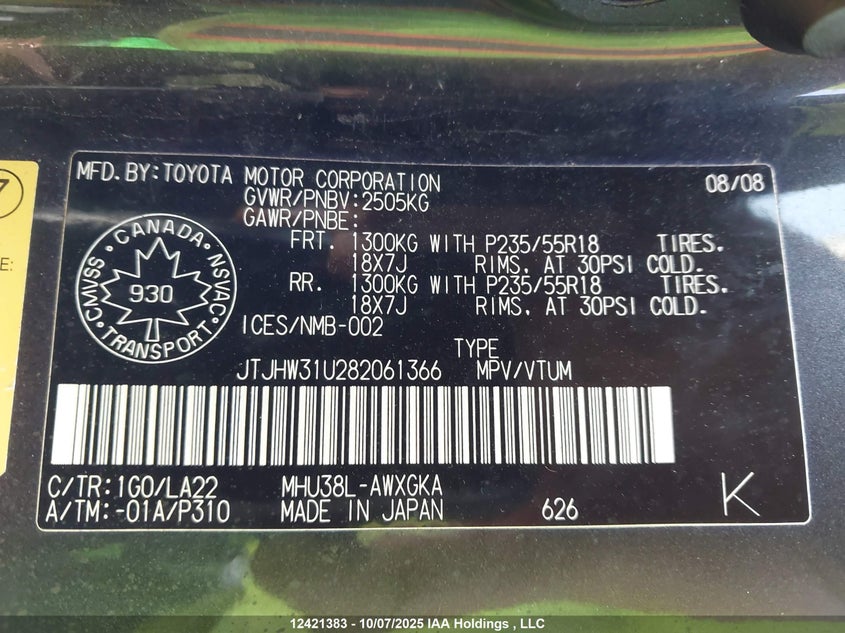 MFD. BY: TOYOTA MOTOR CORPORATION 08/08
GVWR/PNBV: 2505KG
GAWR/PNBE:
FRT. 1300KG WITH P235/55R18 TIRES.
18X7J RIMS, AT 30PSI COLD.
RR. 1300KG WITH P235/55R18 TIRES.
18X7J RIMS, AT 30PSI COLD.
ICES/NMB-002
CANADA
CMVSS
NSVAC
930
TRANSPORT
TYPE
JTJHW31U282061366 MPV/VTUM
C/TR: 1G0/LA22 MHU38L-AWXGKA
A/TM: -01A/P310 MADE IN JAPAN 626 K
7
E:
12421383 - 10/07/2025 IAA Holdings, LLC